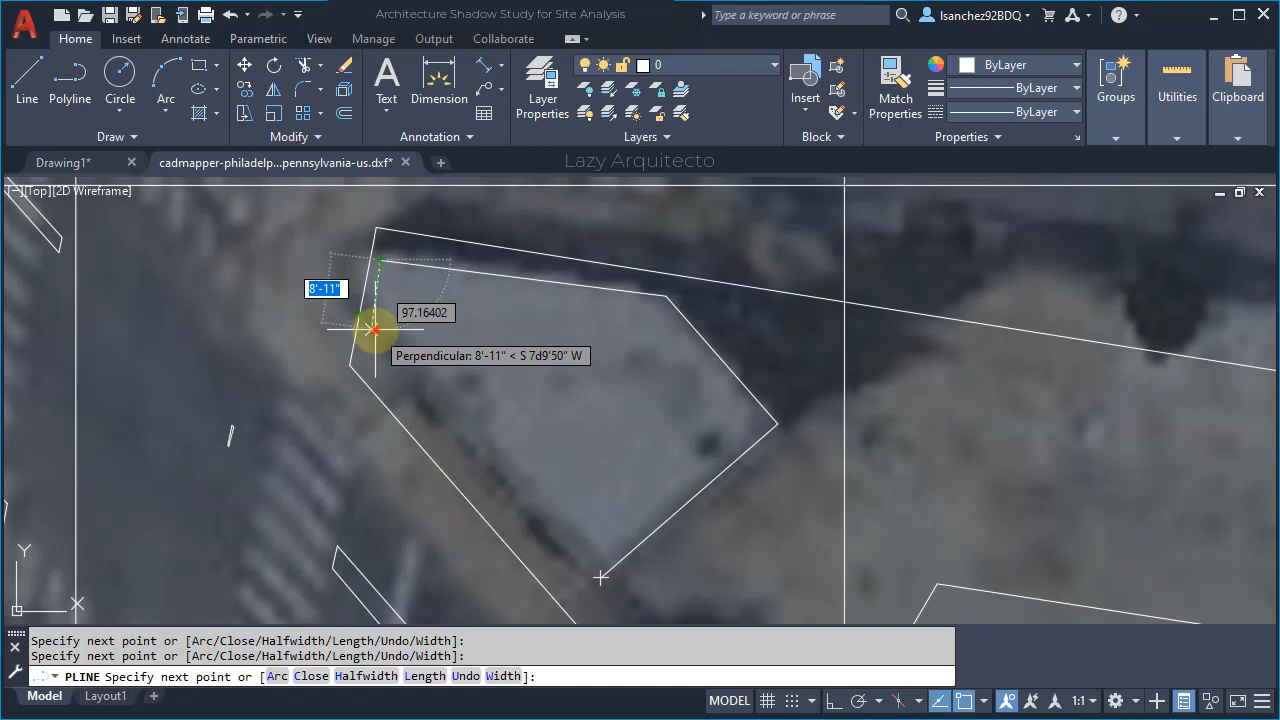 Architecture Shadow Study for Site Analysis
Type a keyword or phrase
lsanchez92BDQ
Home Insert Annotate Parametric View Manage Output Collaborate
Line Polyline Circle Arc
Draw
Modify
Text Dimension
Annotation
Layer Properties
0
Layers
Insert
Block
Match Properties
ByLayer
ByLayer
ByLayer
Properties
Groups
Utilities
Clipboard
Drawing1*
cadmapper-philadelp...pennsylvania-us.dxf*
Lazy Arquitecto
[−][Top][2D Wireframe]
8'-11"
97.16402
Perpendicular: 8'-11" < S 7d9'50" W
Y
X
Specify next point or [Arc/Close/Halfwidth/Length/Undo/Width]:
Specify next point or [Arc/Close/Halfwidth/Length/Undo/Width]:
PLINE Specify next point or [Arc Close Halfwidth Length Undo Width]:
Model Layout1
MODEL
1:1